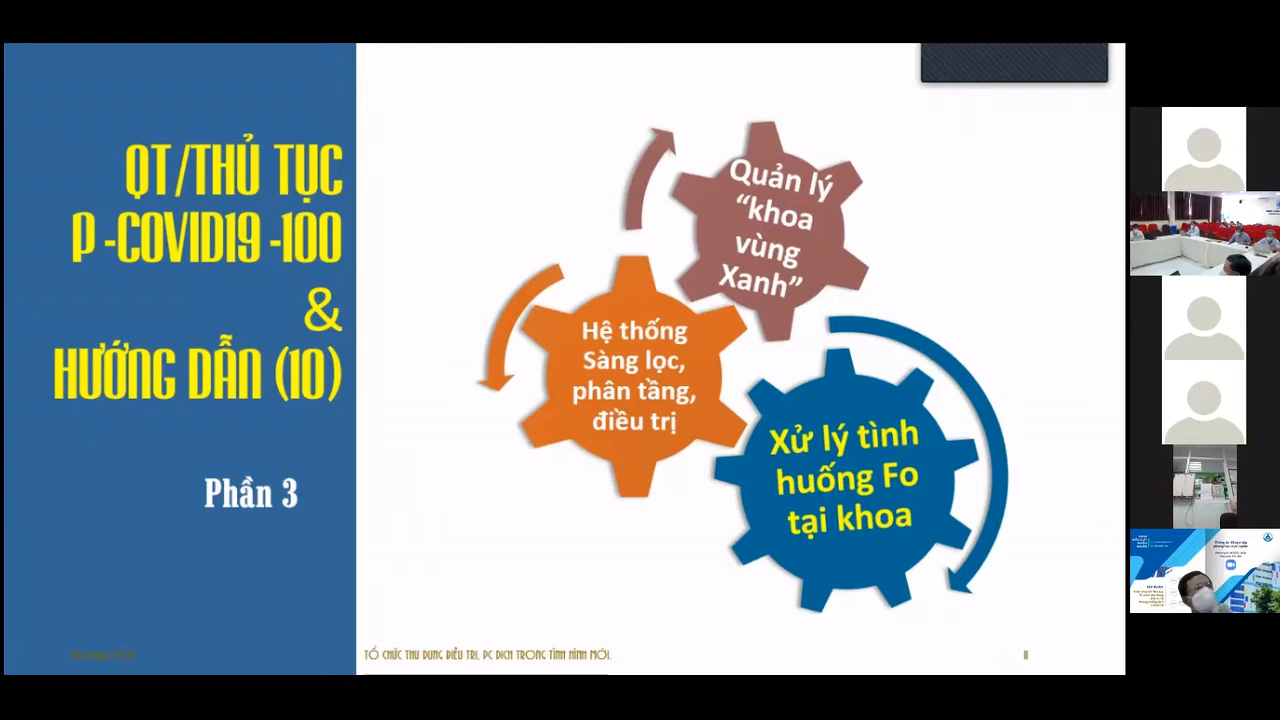 QT/THỦ TỤC
P -COVID19 -100
&
HƯỚNG DẪN (10)
Phần 3
Quản lý
“khoa
vùng
Xanh”
Hệ thống
Sàng lọc,
phân tầng,
điều trị
Xử lý tình
huống Fo
tại khoa
TỔ CHỨC THU DUNG ĐIỀU TRỊ, PC DỊCH TRONG TÌNH HÌNH MỚI.